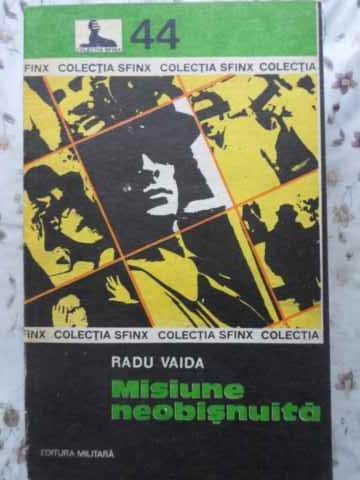 COLECȚIA SFINX
44
FINX COLECȚIA SFINX COLECȚIA SFINX COLECȚIA
INX COLECȚIA SFINX COLECȚIA SFINX COLECȚIA
RADU VAIDA
Misiune
neobișnuită
EDITURA MILITARĂ